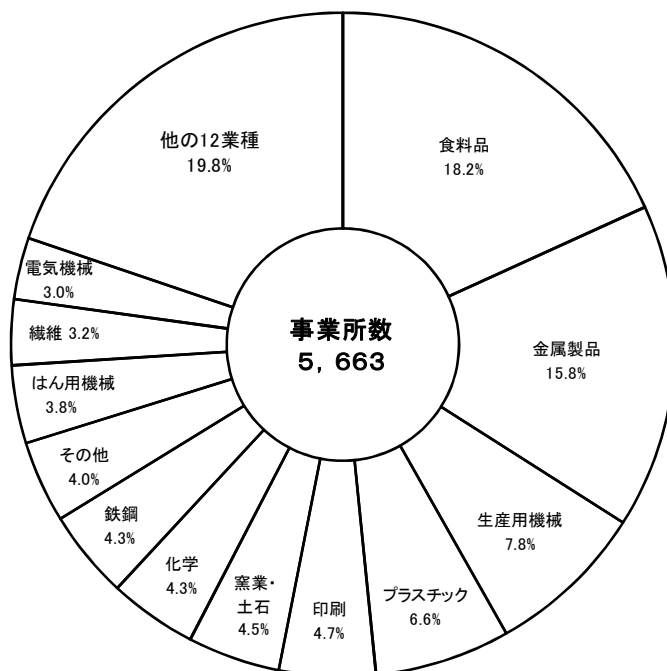 他の12業種
19.8%
食料品
18.2%
金属製品
15.8%
生産用機械
7.8%
プラスチック
6.6%
印刷
4.7%
窯業・
土石
4.5%
化学
4.3%
鉄鋼
4.3%
その他
4.0%
はん用機械
3.8%
繊維 3.2%
電気機械
3.0%
事業所数
5，663